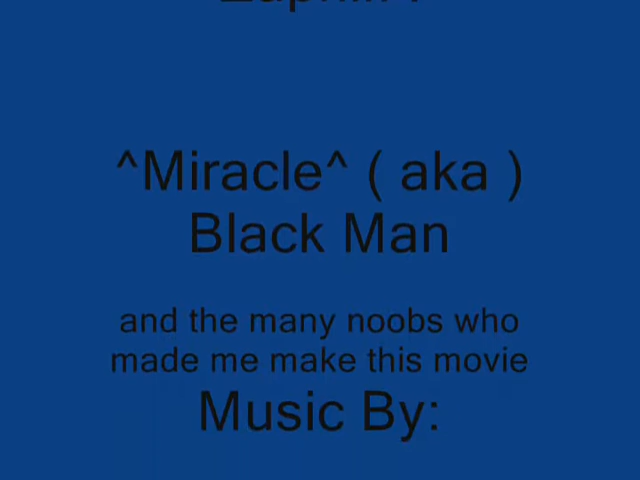 ^Miracle^ ( aka )
Black Man
and the many noobs who
made me make this movie
Music By: